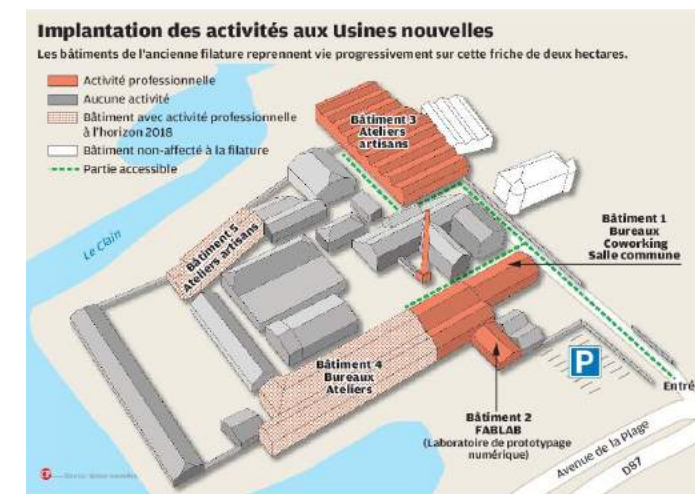 Implantation des activités aux Usines nouvelles
Les bâtiments de l'ancienne filature reprennent vie progressivement sur cette friche de deux hectares.
Activité professionnelle
Aucune activité
Bâtiment avec activité professionnelle
à l'horizon 2018
Bâtiment non-affecté à la filature
Partie accessible
Bâtiment 3
Ateliers
artisans
Le Clain
Bâtiment 5
Ateliers artisans
Bâtiment 1
Bureaux
Coworking
Salle commune
Bâtiment 4
Bureaux
Ateliers
P
Entré
Bâtiment 2
FABLAB
(Laboratoire de prototypage
numérique)
Avenue de la Plage
D87